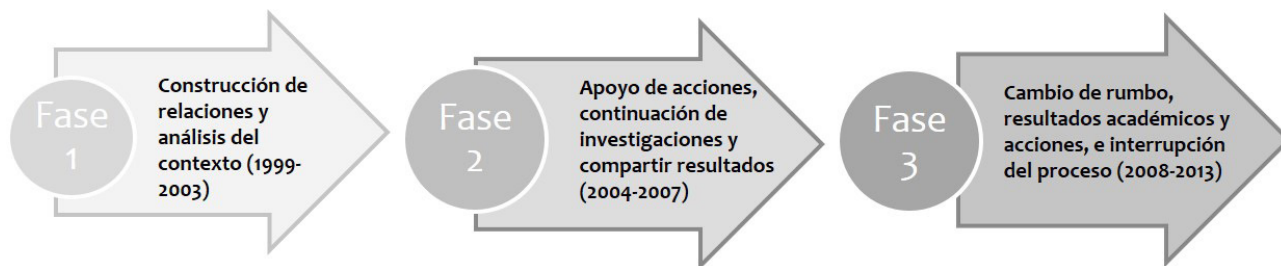 Fase
1
Construcción de
relaciones y
análisis del
contexto (1999-
2003)
Fase
2
Apoyo de acciones,
continuación de
investigaciones y
compartir resultados
(2004-2007)
Fase
3
Cambio de rumbo,
resultados académicos y
acciones, e interrupción
del proceso (2008-2013)